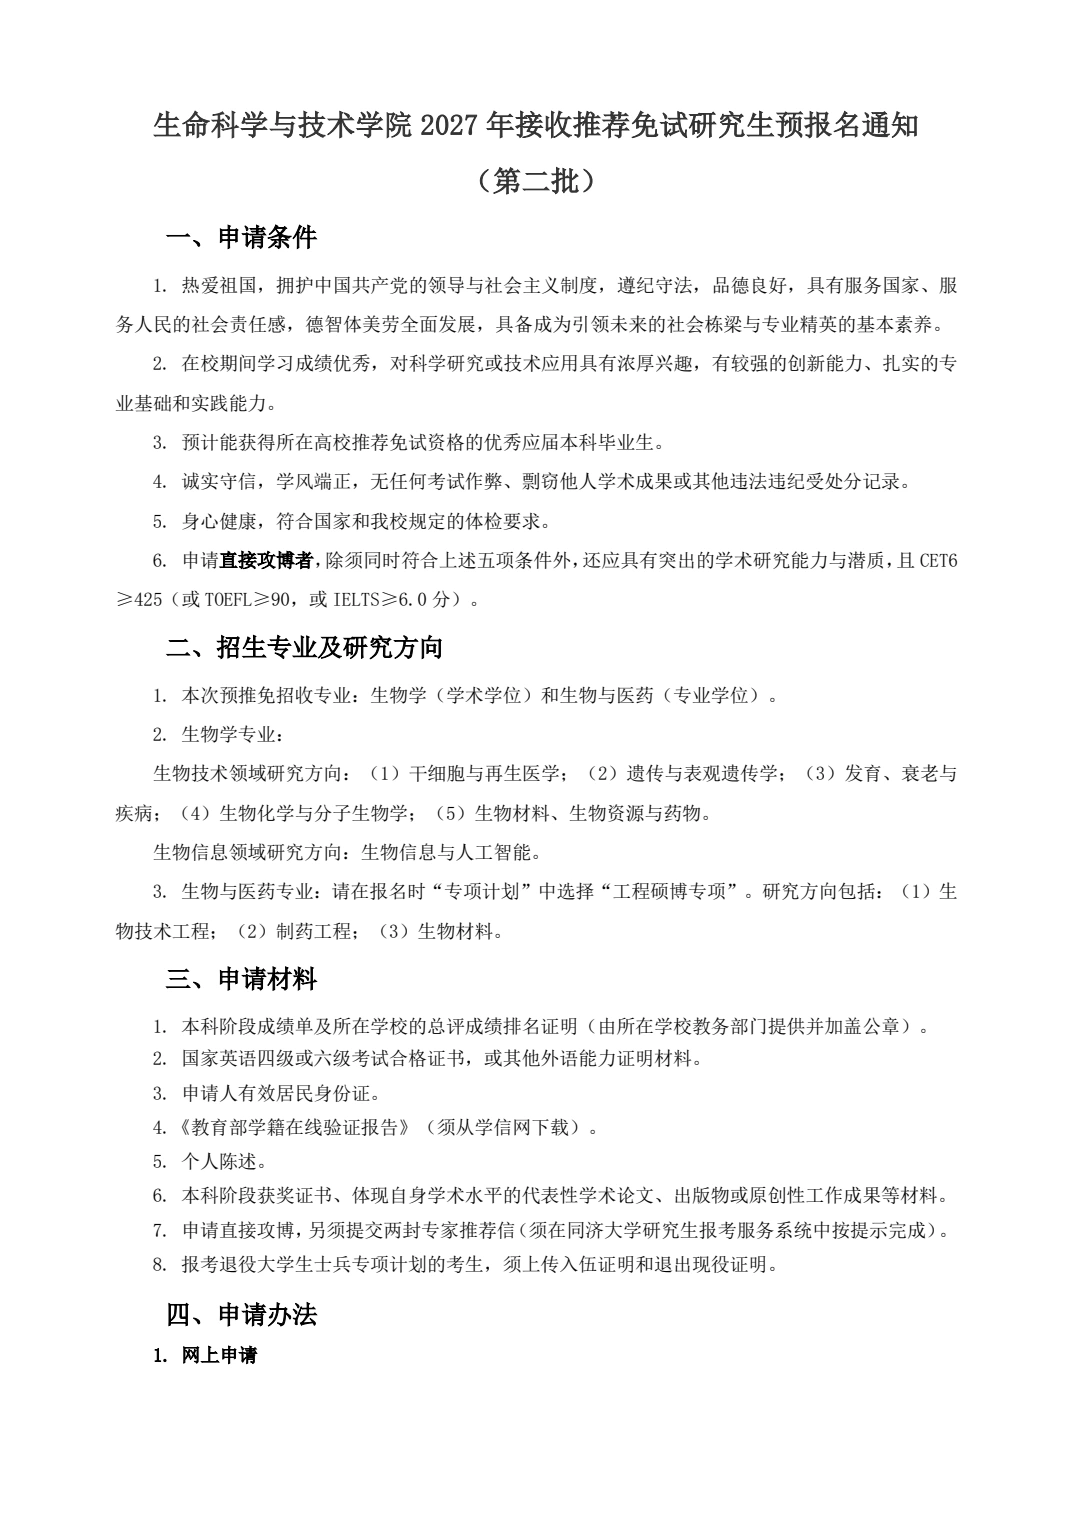 生命科学与技术学院 2027 年接收推荐免试研究生预报名通知
（第二批）
一、申请条件
1. 热爱祖国，拥护中国共产党的领导与社会主义制度，遵纪守法，品德良好，具有服务国家、服
务人民的社会责任感，德智体美劳全面发展，具备成为引领未来的社会栋梁与专业精英的基本素养。
2. 在校期间学习成绩优秀，对科学研究或技术应用具有浓厚兴趣，有较强的创新能力、扎实的专
业基础和实践能力。
3. 预计能获得所在高校推荐免试资格的优秀应届本科毕业生。
4. 诚实守信，学风端正，无任何考试作弊、剽窃他人学术成果或其他违法违纪受处分记录。
5. 身心健康，符合国家和我校规定的体检要求。
6. 申请直接攻博者，除须同时符合上述五项条件外，还应具有突出的学术研究能力与潜质，且 CET6
≥425（或 TOEFL≥90，或 IELTS≥6.0 分）。
二、招生专业及研究方向
1. 本次预推免招收专业：生物学（学术学位）和生物与医药（专业学位）。
2. 生物学专业：
生物技术领域研究方向：（1）干细胞与再生医学；（2）遗传与表观遗传学；（3）发育、衰老与
疾病；（4）生物化学与分子生物学；（5）生物材料、生物资源与药物。
生物信息领域研究方向：生物信息与人工智能。
3. 生物与医药专业：请在报名时“专项计划”中选择“工程硕博专项”。研究方向包括：（1）生
物技术工程；（2）制药工程；（3）生物材料。
三、申请材料
1. 本科阶段成绩单及所在学校的总评成绩排名证明（由所在学校教务部门提供并加盖公章）。
2. 国家英语四级或六级考试合格证书，或其他外语能力证明材料。
3. 申请人有效居民身份证。
4.《教育部学籍在线验证报告》（须从学信网下载）。
5. 个人陈述。
6. 本科阶段获奖证书、体现自身学术水平的代表性学术论文、出版物或原创性工作成果等材料。
7. 申请直接攻博，另须提交两封专家推荐信（须在同济大学研究生报考服务系统中按提示完成）。
8. 报考退役大学生士兵专项计划的考生，须上传入伍证明和退出现役证明。
四、申请办法
1. 网上申请